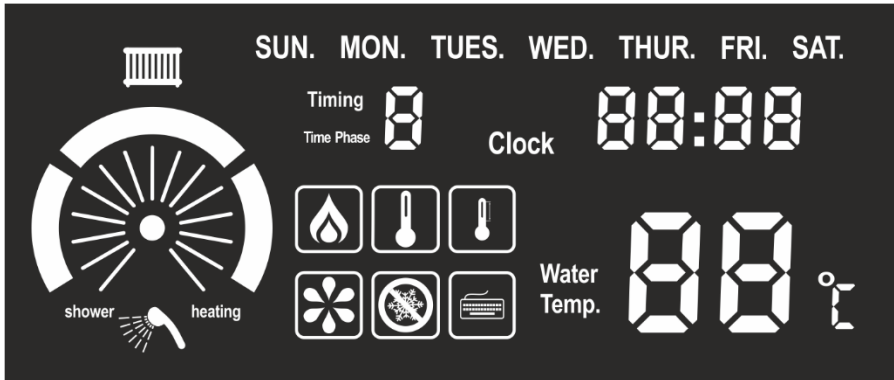 SUN. MON. TUES. WED. THUR. FRI. SAT.
Timing
Time Phase
8
Clock
88:88
shower
heating
Water
Temp.
88
°C